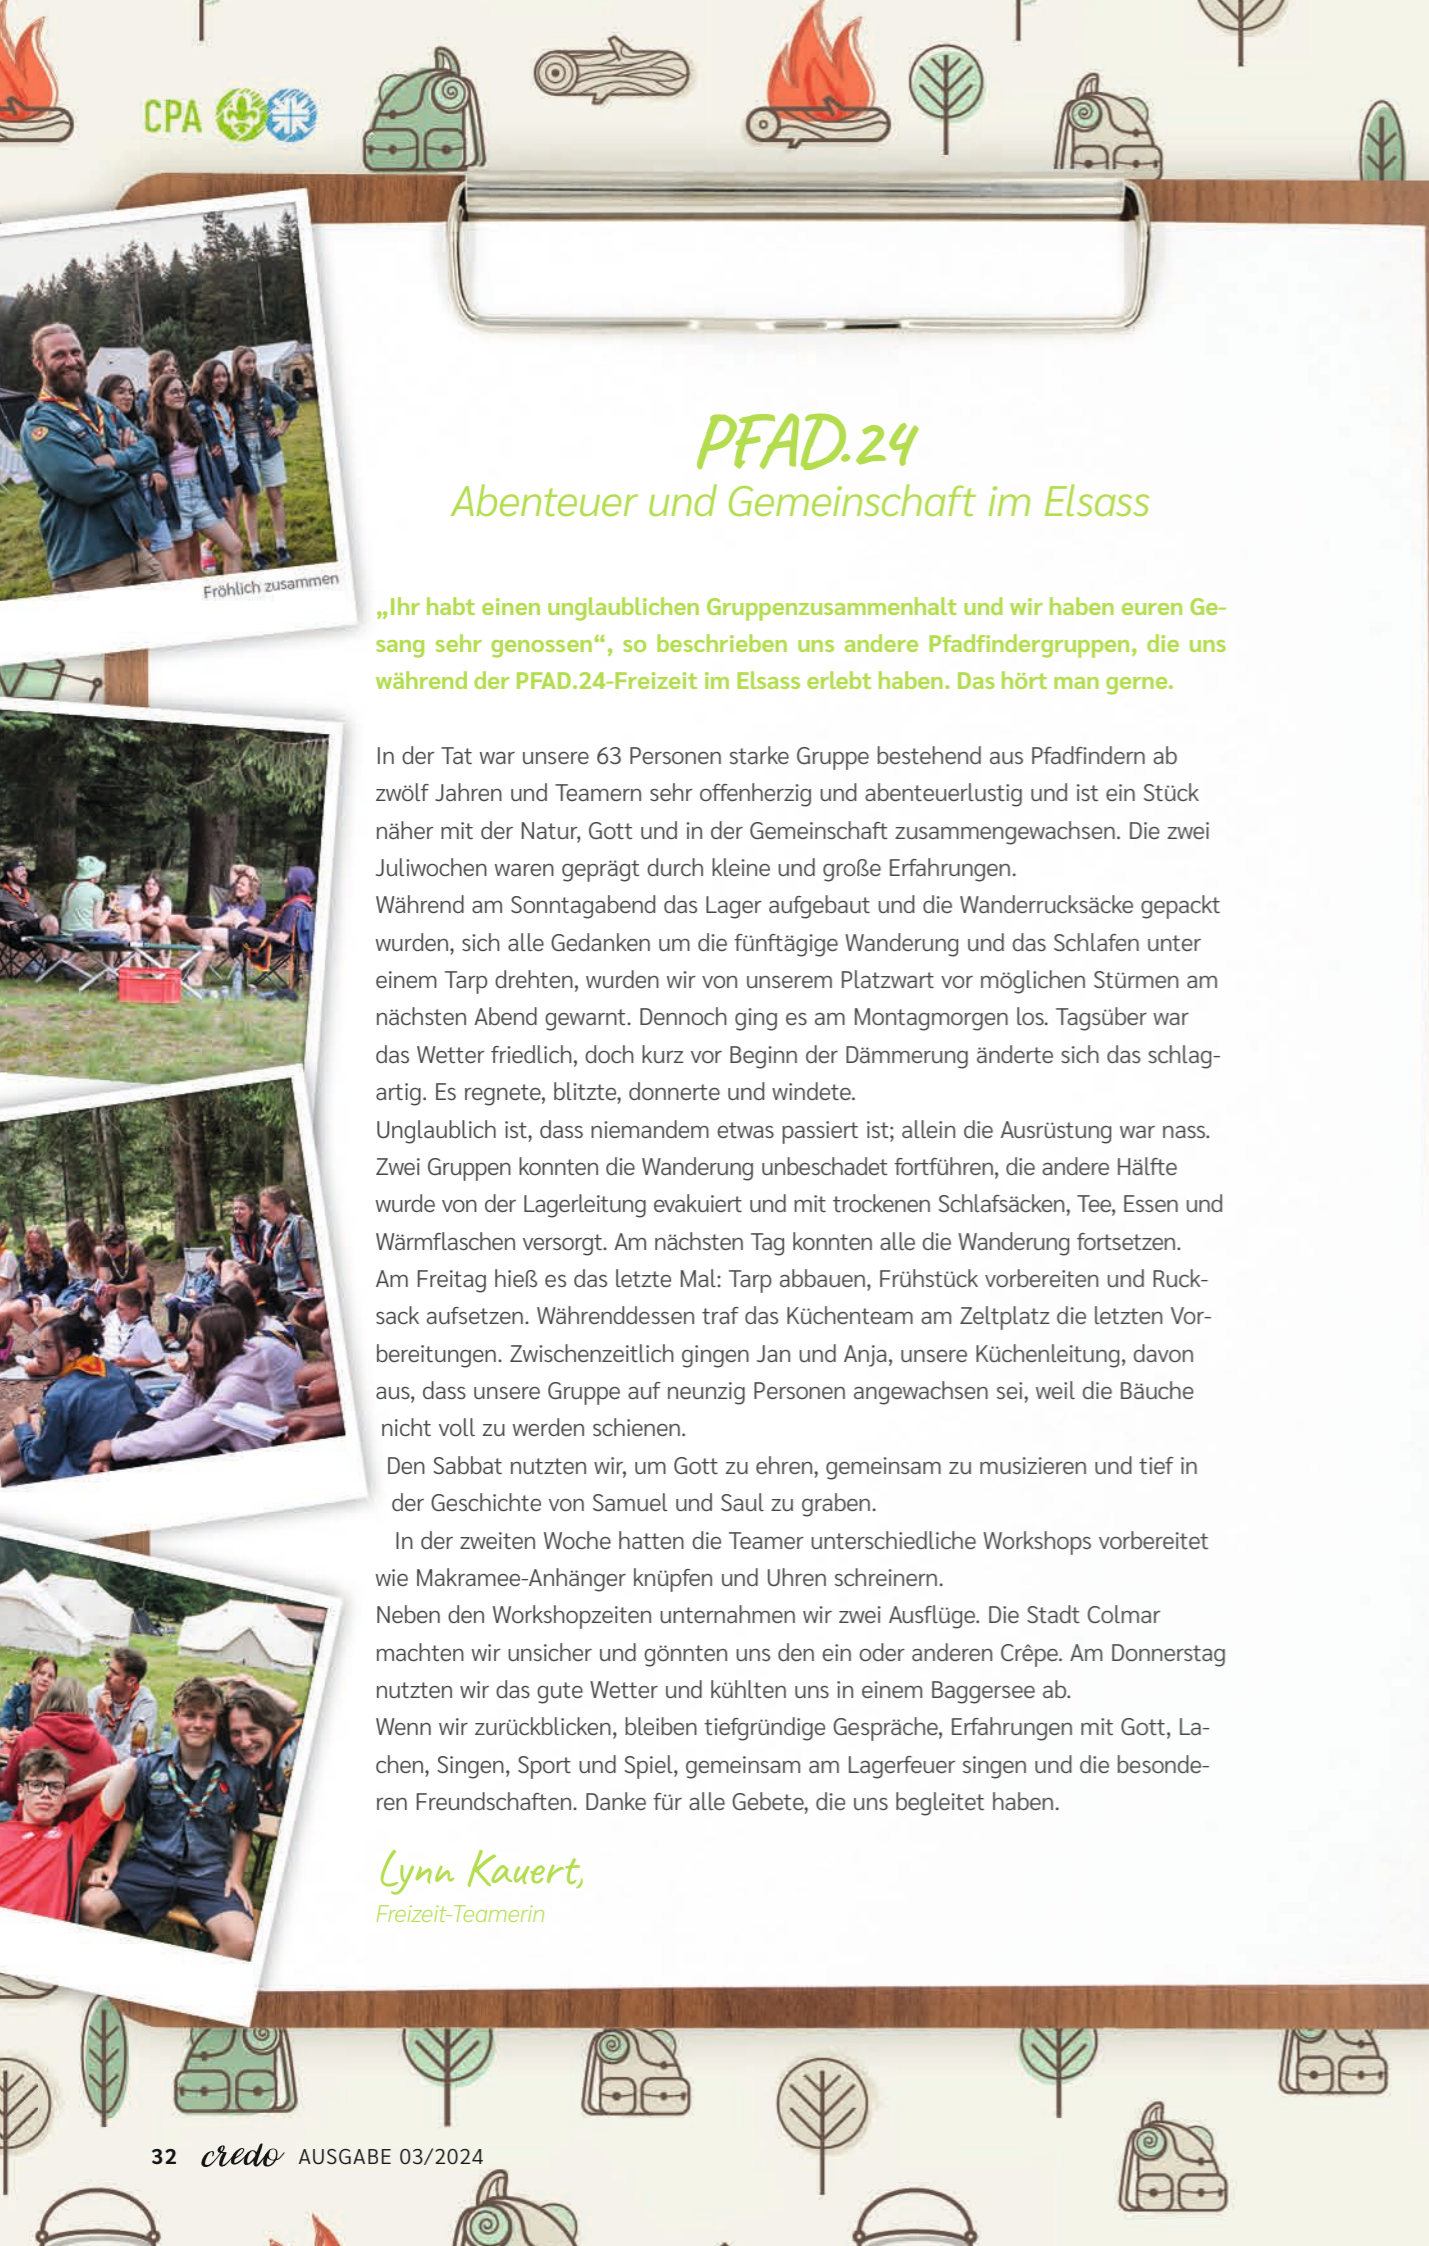 CPA
Fröhlich zusammen
PFAD.24
Abenteuer und Gemeinschaft im Elsass
„Ihr habt einen unglaublichen Gruppenzusammenhalt und wir haben euren Ge-
sang sehr genossen“, so beschrieben uns andere Pfadfindergruppen, die uns
während der PFAD.24-Freizeit im Elsass erlebt haben. Das hört man gerne.
In der Tat war unsere 63 Personen starke Gruppe bestehend aus Pfadfindern ab
zwölf Jahren und Teamern sehr offenherzig und abenteuerlustig und ist ein Stück
näher mit der Natur, Gott und in der Gemeinschaft zusammengewachsen. Die zwei
Juliwochen waren geprägt durch kleine und große Erfahrungen.
Während am Sonntagabend das Lager aufgebaut und die Wanderrucksäcke gepackt
wurden, sich alle Gedanken um die fünftägige Wanderung und das Schlafen unter
einem Tarp drehten, wurden wir von unserem Platzwart vor möglichen Stürmen am
nächsten Abend gewarnt. Dennoch ging es am Montagmorgen los. Tagsüber war
das Wetter friedlich, doch kurz vor Beginn der Dämmerung änderte sich das schlag-
artig. Es regnete, blitzte, donnerte und windete.
Unglaublich ist, dass niemandem etwas passiert ist; allein die Ausrüstung war nass.
Zwei Gruppen konnten die Wanderung unbeschadet fortführen, die andere Hälfte
wurde von der Lagerleitung evakuiert und mit trockenen Schlafsäcken, Tee, Essen und
Wärmflaschen versorgt. Am nächsten Tag konnten alle die Wanderung fortsetzen.
Am Freitag hieß es das letzte Mal: Tarp abbauen, Frühstück vorbereiten und Ruck-
sack aufsetzen. Währenddessen traf das Küchenteam am Zeltplatz die letzten Vor-
bereitungen. Zwischenzeitlich gingen Jan und Anja, unsere Küchenleitung, davon
aus, dass unsere Gruppe auf neunzig Personen angewachsen sei, weil die Bäuche
nicht voll zu werden schienen.
Den Sabbat nutzten wir, um Gott zu ehren, gemeinsam zu musizieren und tief in
der Geschichte von Samuel und Saul zu graben.
In der zweiten Woche hatten die Teamer unterschiedliche Workshops vorbereitet
wie Makramee-Anhänger knüpfen und Uhren schreinern.
Neben den Workshopzeiten unternahmen wir zwei Ausflüge. Die Stadt Colmar
machten wir unsicher und gönnten uns den ein oder anderen Crêpe. Am Donnerstag
nutzten wir das gute Wetter und kühlten uns in einem Baggersee ab.
Wenn wir zurückblicken, bleiben tiefgründige Gespräche, Erfahrungen mit Gott, La-
chen, Singen, Sport und Spiel, gemeinsam am Lagerfeuer singen und die besonde-
ren Freundschaften. Danke für alle Gebete, die uns begleitet haben.
Lynn Kauert,
Freizeit-Teamerin
32 credo AUSGABE 03/2024